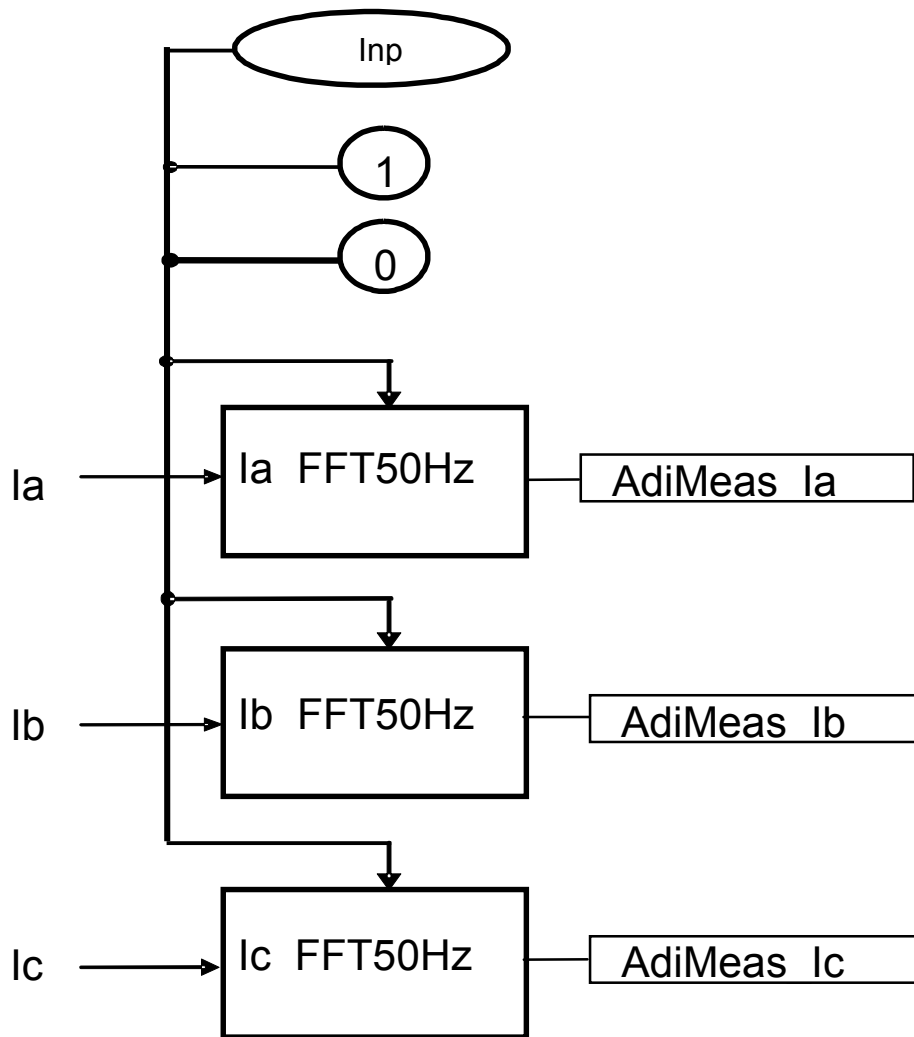 Inp
1
0
Ia
Ia FFT50Hz
AdiMeas Ia
Ib
Ib FFT50Hz
AdiMeas Ib
Ic
Ic FFT50Hz
AdiMeas Ic